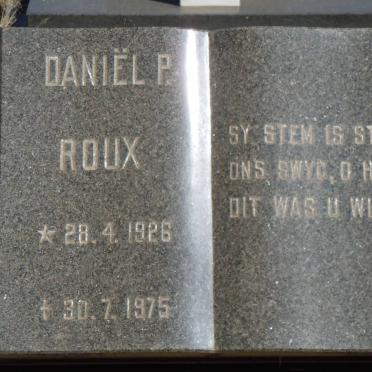 DANIËL P.
ROUX
* 28. 4. 1926
† 30. 7. 1975
SY STEM IS
ONS SWYG, O
DIT WAS U